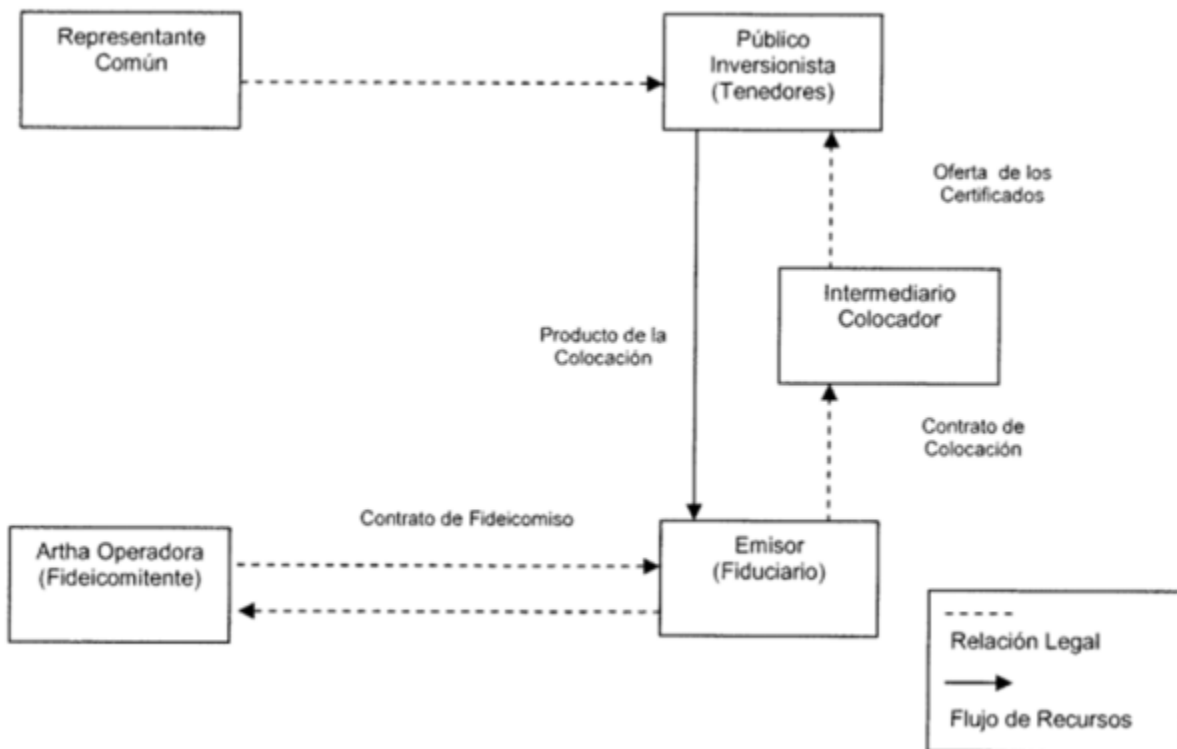 Representante
Común
Público
Inversionista
(Tenedores)
Oferta de los
Certificados
Intermediario
Colocador
Producto de la
Colocación
Contrato de
Colocación
Contrato de Fideicomiso
Artha Operadora
(Fideicomitente)
Emisor
(Fiduciario)
Relación Legal
Flujo de Recursos